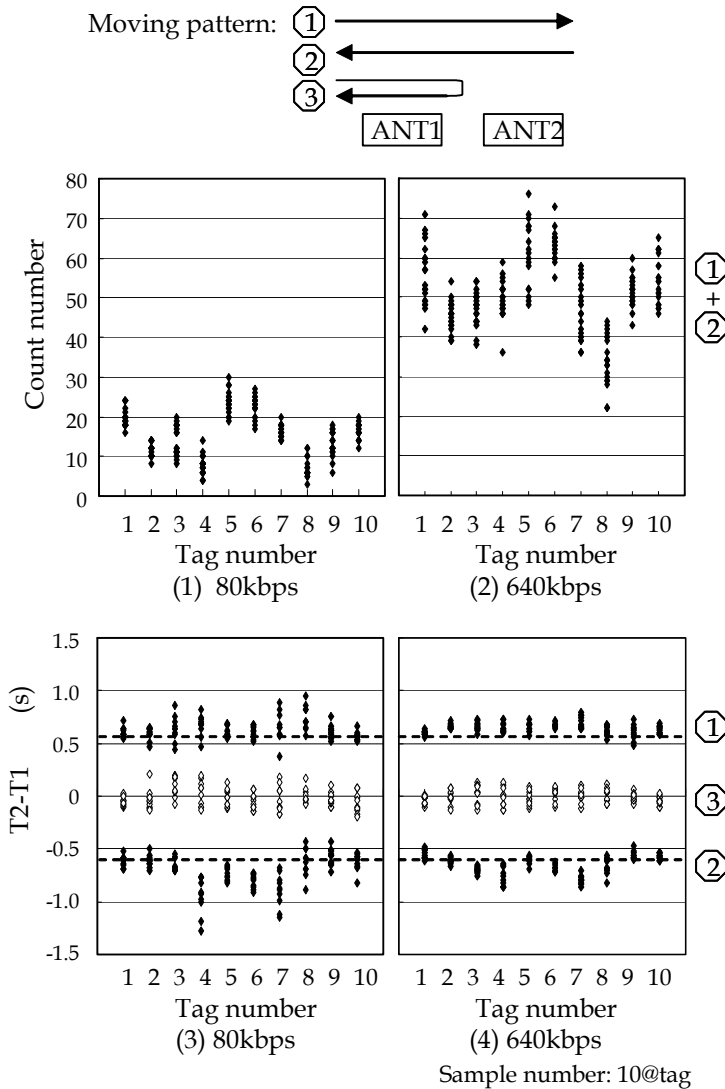 Moving pattern: 1
2
3
ANT1 ANT2
80
70
60
50
40
30
20
10
0
Count number
1 + 2
1 2 3 4 5 6 7 8 9 10
1 2 3 4 5 6 7 8 9 10
Tag number
Tag number
(1) 80kbps
(2) 640kbps
1.5
1.0
0.5
0
-0.5
-1.0
-1.5
T2-T1 (s)
1
3
2
1 2 3 4 5 6 7 8 9 10
1 2 3 4 5 6 7 8 9 10
Tag number
Tag number
(3) 80kbps
(4) 640kbps
Sample number: 10@tag